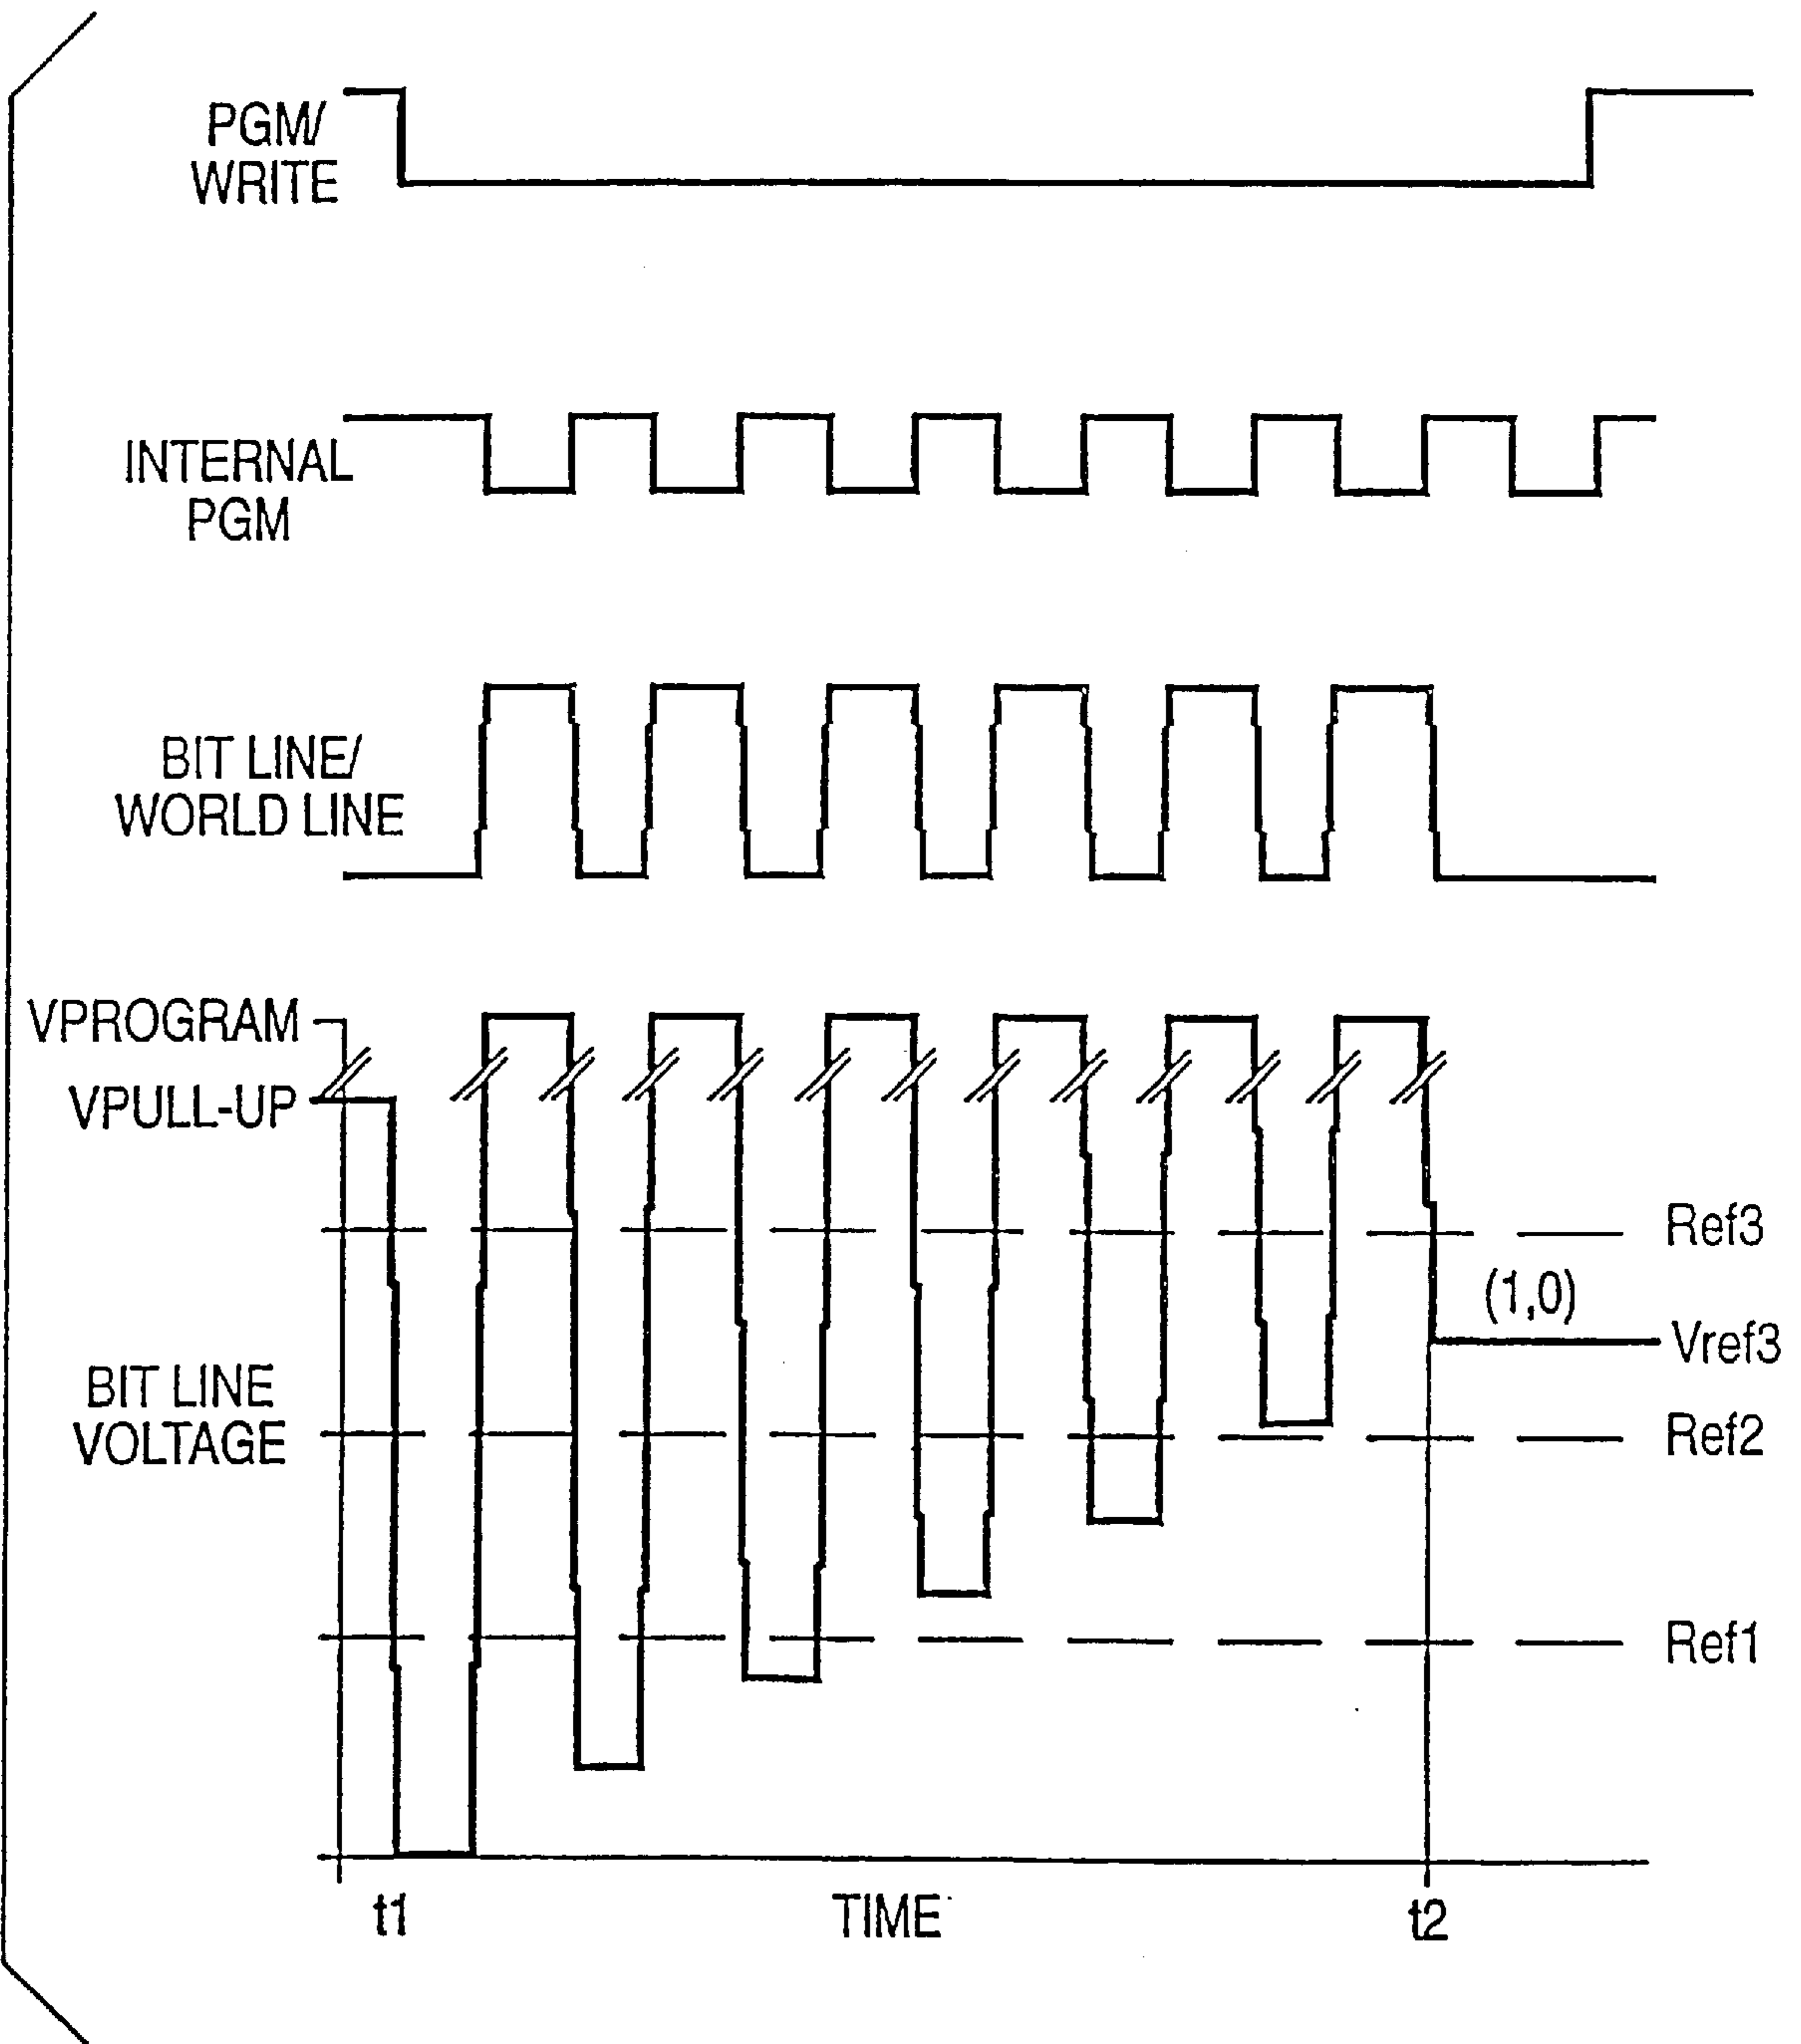 PGM/
WRITE
INTERNAL
PGM
BIT LINE/
WORLD LINE
VPROGRAM
VPULL-UP
Ref3
(1,0)
Vref3
BIT LINE
VOLTAGE
Ref2
Ref1
t1
TIME
t2